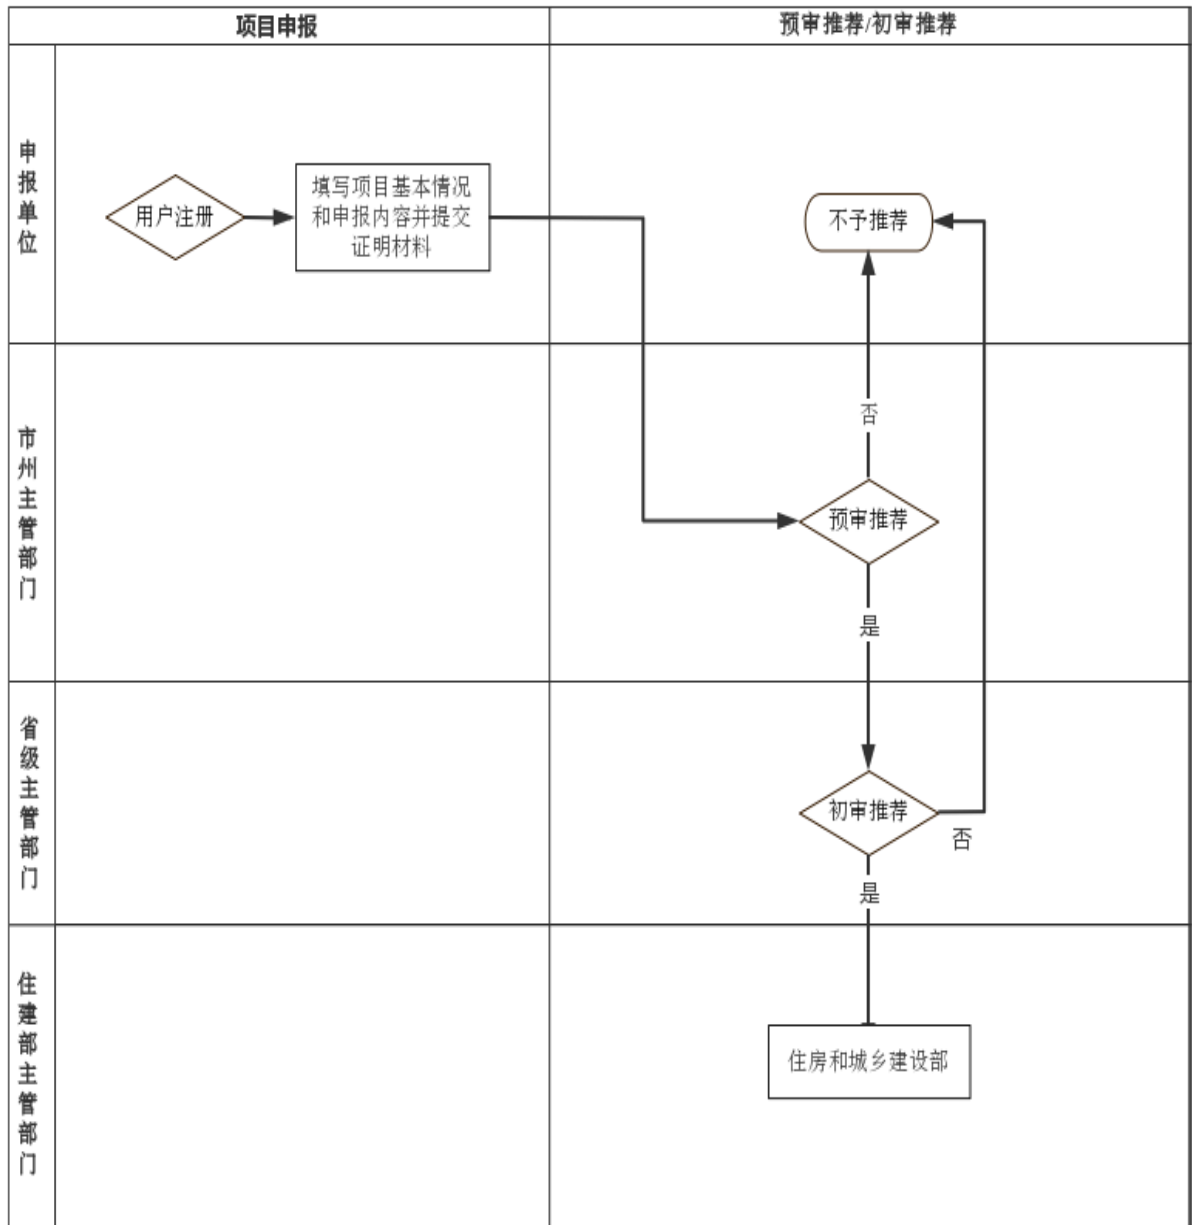 项目申报
预审推荐/初审推荐
申报单位
用户注册
填写项目基本情况
和申报内容并提交
证明材料
不予推荐
市州主管部门
否
预审推荐
是
省级主管部门
初审推荐
否
是
住建部主管部门
住房和城乡建设部